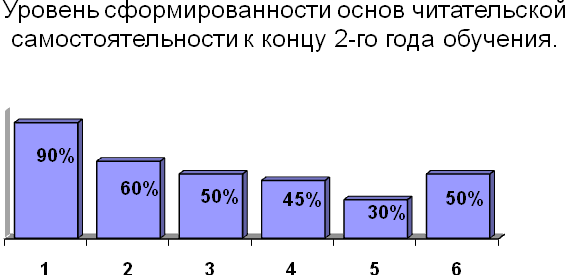 Уровень сформированности основ читательской
самостоятельности к концу 2-го года обучения.
90%
60%
50%
45%
30%
50%
1 2 3 4 5 6